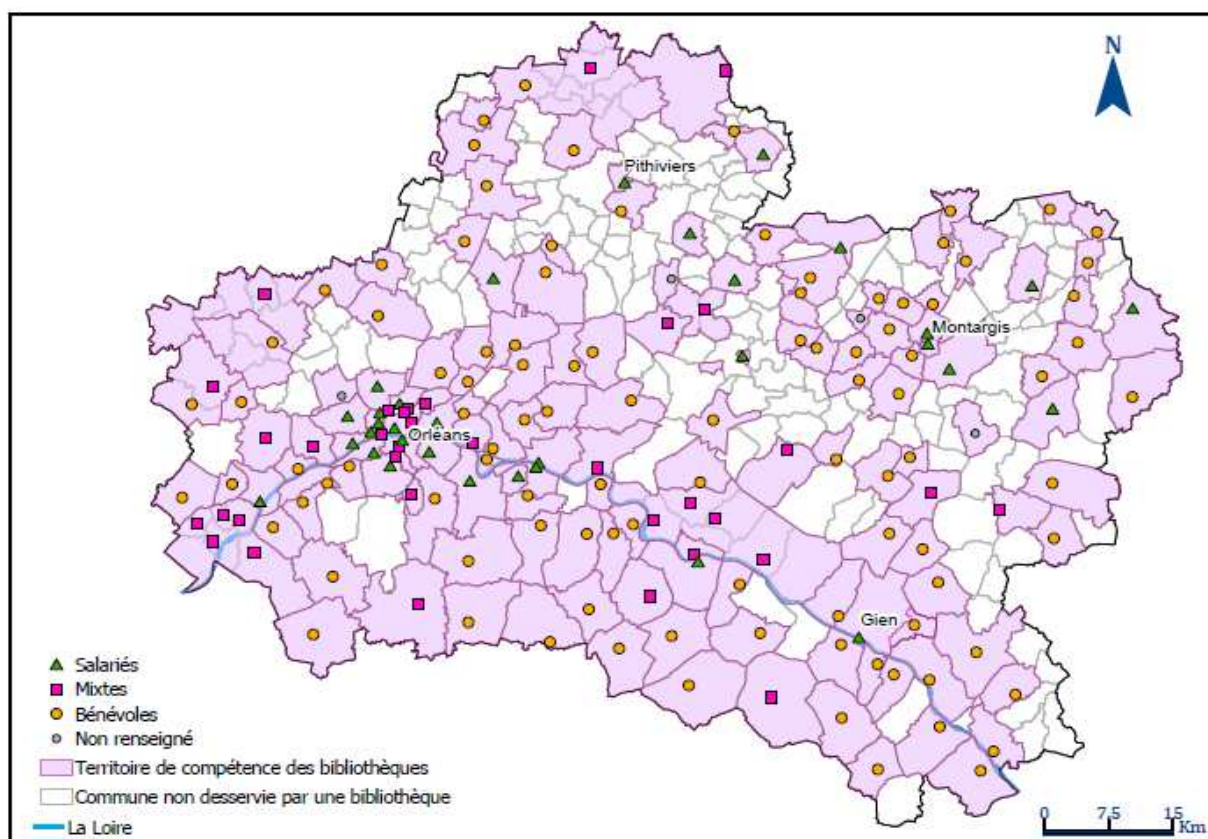 N
Pithiviers
Montargis
Orléans
Gien
Salariés
Mixtes
Bénévoles
Non renseigné
Territoire de compétence des bibliothèques
Commune non desservie par une bibliothèque
La Loire
0 7,5 15
Km